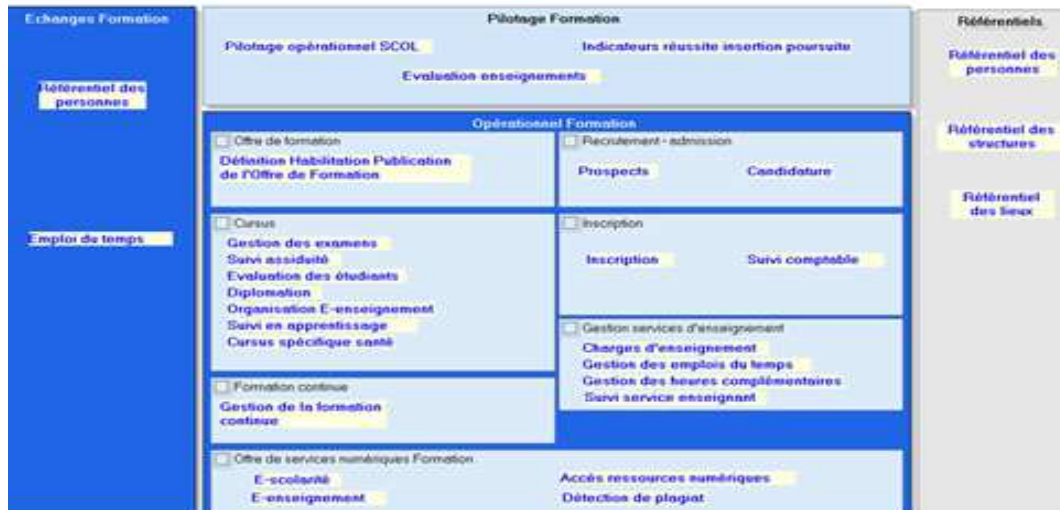 Echanges Formation
Référentiel des
personnes
Emploi du temps
Pilotage Formation
Pilotage opérationnel SCOL
Indicateurs réussite insertion poursuite
Evaluation enseignements
Opérationnel Formation
Offre de formation
Définition Habilitation Publication
de l'Offre de Formation
Recrutement - admission
Prospects
Candidature
Cursus
Gestion des examens
Suivi assiduité
Evaluation des étudiants
Diplomation
Organisation E-enseignement
Suivi en apprentissage
Cursus spécifique santé
Inscription
Inscription
Suivi comptable
Gestion services d'enseignement
Charges d'enseignement
Gestion des emplois du temps
Gestion des heures complémentaires
Suivi service enseignant
Formation continue
Gestion de la formation
continue
Offre de services numériques Formation
E-scolarité
Accès ressources numériques
E-enseignement
Détection de plagiat
Référentiels
Référentiel des
personnes
Référentiel des
structures
Référentiel
des lieux